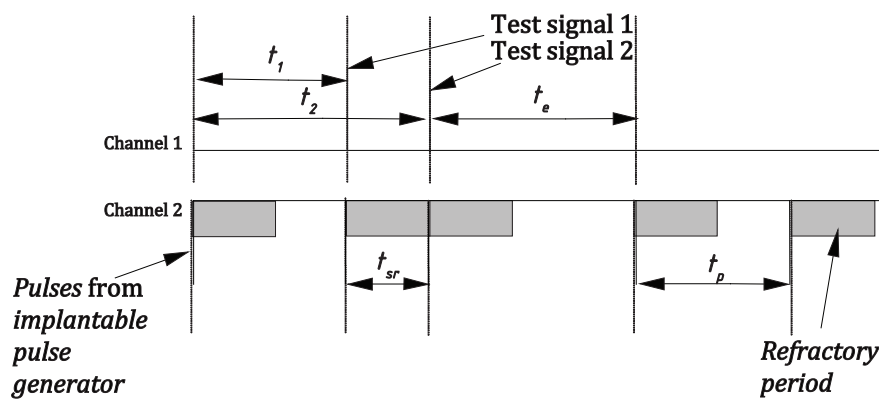 Test signal 1
Test signal 2
t1
t2
te
Channel 1
Channel 2
tsr
tp
Pulses from
implantable
pulse
generator
Refractory
period